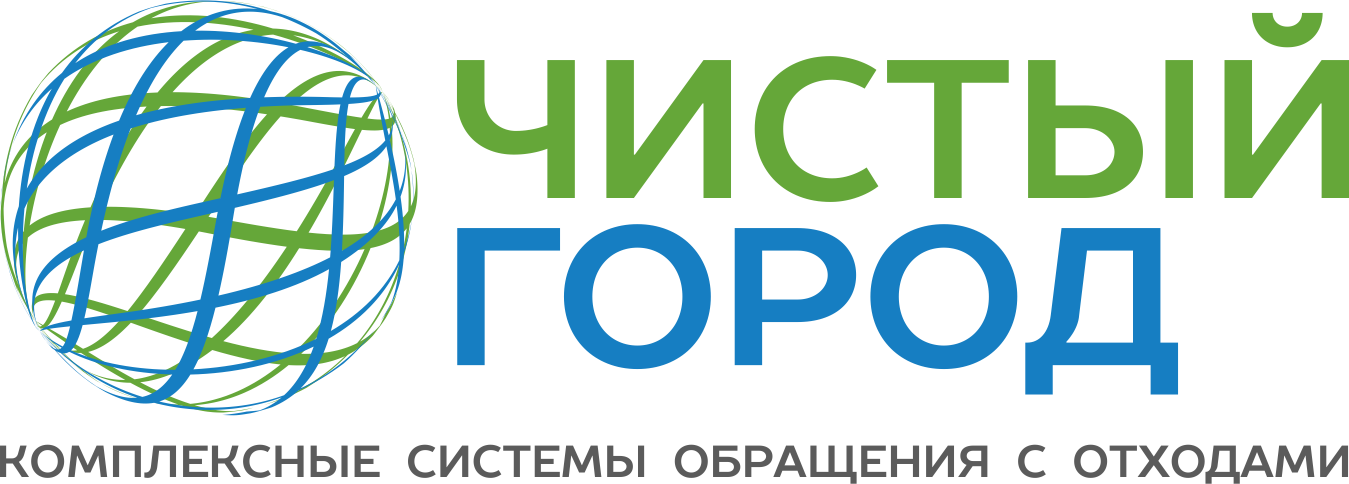 ЧИСТЫЙ
ГОРОД
КОМПЛЕКСНЫЕ СИСТЕМЫ ОБРАЩЕНИЯ С ОТХОДАМИ